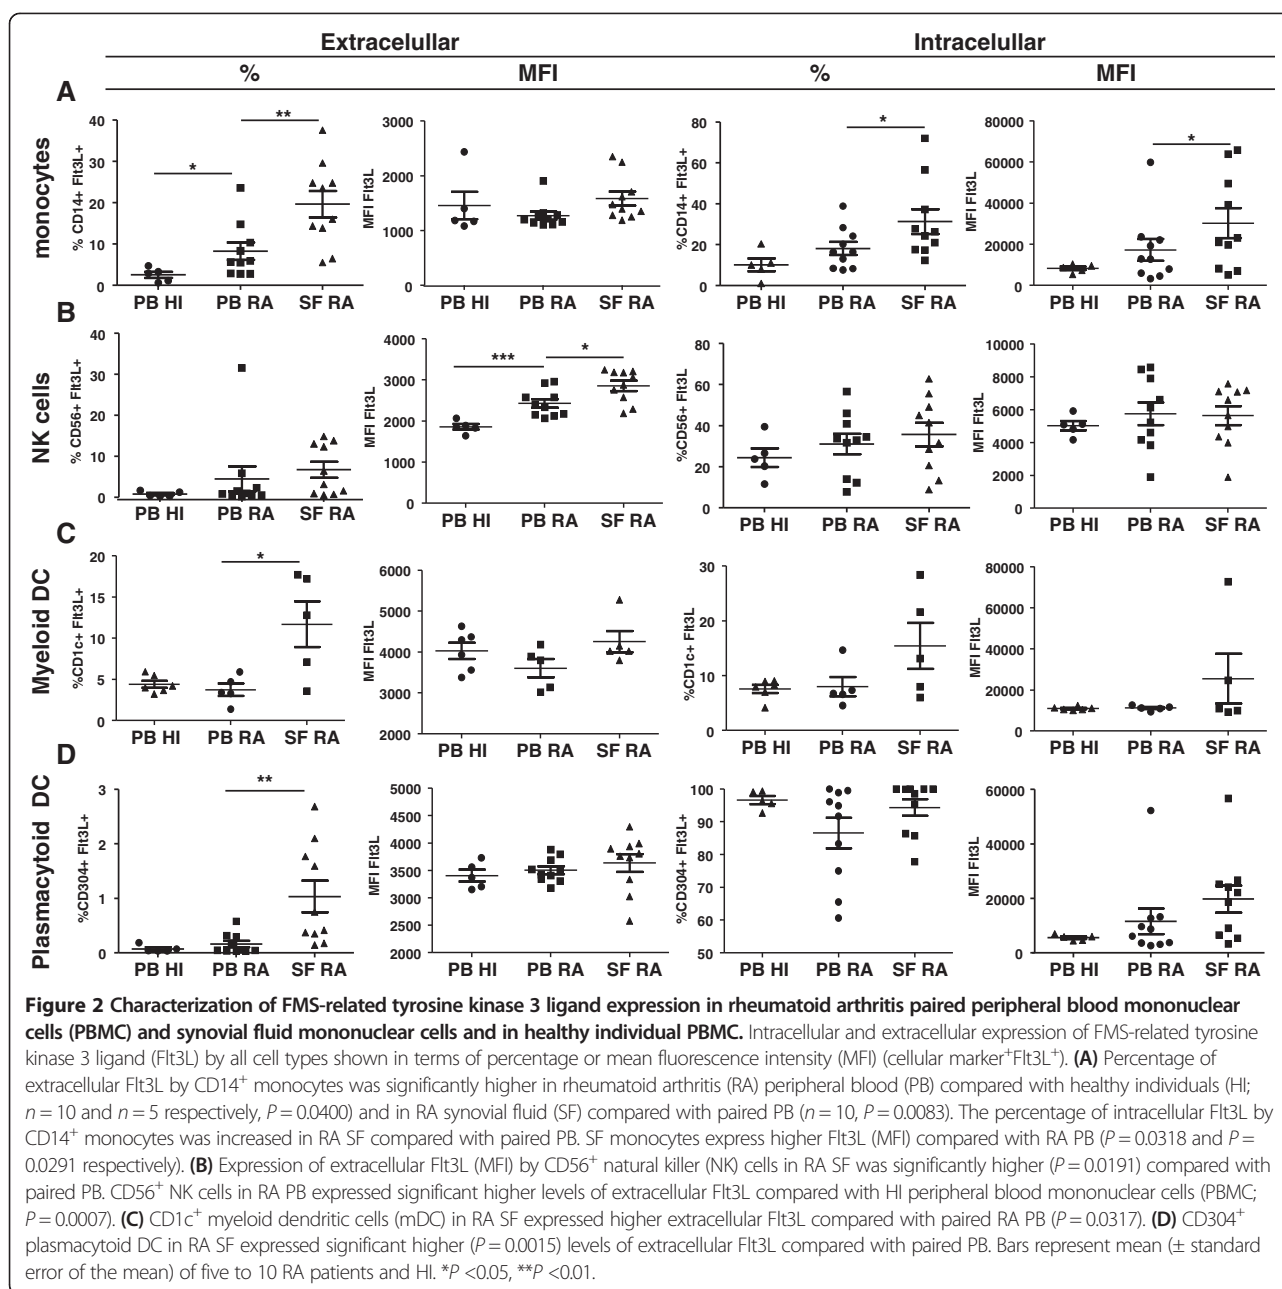 Extracelullar Intracelullar
% MFI % MFI
A
monocytes
** * * *
% CD14+ Flt3L+
40
30
20
10
0
PB HI PB RA SF RA
MFI Flt3L
3000
2000
1000
0
PB HI PB RA SF RA
%CD14+ Flt3L+
80
60
40
20
0
PB HI PB RA SF RA
MFI Flt3L
80000
60000
40000
20000
0
PB HI PB RA SF RA
B
NK cells
*** *
% CD56+ Flt3L+
40
30
20
10
0
PB HI PB RA SF RA
MFI Flt3L
4000
3000
2000
1000
0
PB HI PB RA SF RA
%CD56+ Flt3L
80
60
40
20
0
PB HI PB RA SF RA
MFI Flt3L
10000
8000
6000
4000
2000
0
PB HI PB RA SF RA
C
Myeloid DC
*
%CD1c+ Flt3L+
20
15
10
5
0
PB HI PB RA SF RA
MFI Flt3L
6000
5000
4000
3000
2000
PB HI PB RA SF RA
%CD1c+ Flt3L
30
20
10
0
PB HI PB RA SF RA
MFI Flt3L
80000
60000
40000
20000
0
PB HI PB RA SF RA
D
Plasmacytoid DC
**
%CD304+ Flt3L+
3
2
1
0
PB HI PB RA SF RA
MFI Flt3L
5000
4500
4000
3500
3000
2500
2000
PB HI PB RA SF RA
%CD304+ Flt3L+
100
90
80
70
60
50
PB HI PB RA SF RA
MFI Flt3L
60000
40000
20000
0
PB HI PB RA SF RA
Figure 2 Characterization of FMS-related tyrosine kinase 3 ligand expression in rheumatoid arthritis paired peripheral blood mononuclear
cells (PBMC) and synovial fluid mononuclear cells and in healthy individual PBMC. Intracellular and extracellular expression of FMS-related tyrosine
kinase 3 ligand (Flt3L) by all cell types shown in terms of percentage or mean fluorescence intensity (MFI) (cellular marker⁺Flt3L⁺). (A) Percentage of
extracellular Flt3L by CD14⁺ monocytes was significantly higher in rheumatoid arthritis (RA) peripheral blood (PB) compared with healthy individuals (HI;
n = 10 and n = 5 respectively, P = 0.0400) and in RA synovial fluid (SF) compared with paired PB (n = 10, P = 0.0083). The percentage of intracellular Flt3L by
CD14⁺ monocytes was increased in RA SF compared with paired PB. SF monocytes express higher Flt3L (MFI) compared with RA PB (P = 0.0318 and P =
0.0291 respectively). (B) Expression of extracellular Flt3L (MFI) by CD56⁺ natural killer (NK) cells in RA SF was significantly higher (P = 0.0191) compared with
paired PB. CD56⁺ NK cells in RA PB expressed significant higher levels of extracellular Flt3L compared with HI peripheral blood mononuclear cells (PBMC;
P = 0.0007). (C) CD1c⁺ myeloid dendritic cells (mDC) in RA SF expressed higher extracellular Flt3L compared with paired RA PB (P = 0.0317). (D) CD304⁺
plasmacytoid DC in RA SF expressed significant higher (P = 0.0015) levels of extracellular Flt3L compared with paired PB. Bars represent mean (± standard
error of the mean) of five to 10 RA patients and HI. *P <0.05, **P <0.01.